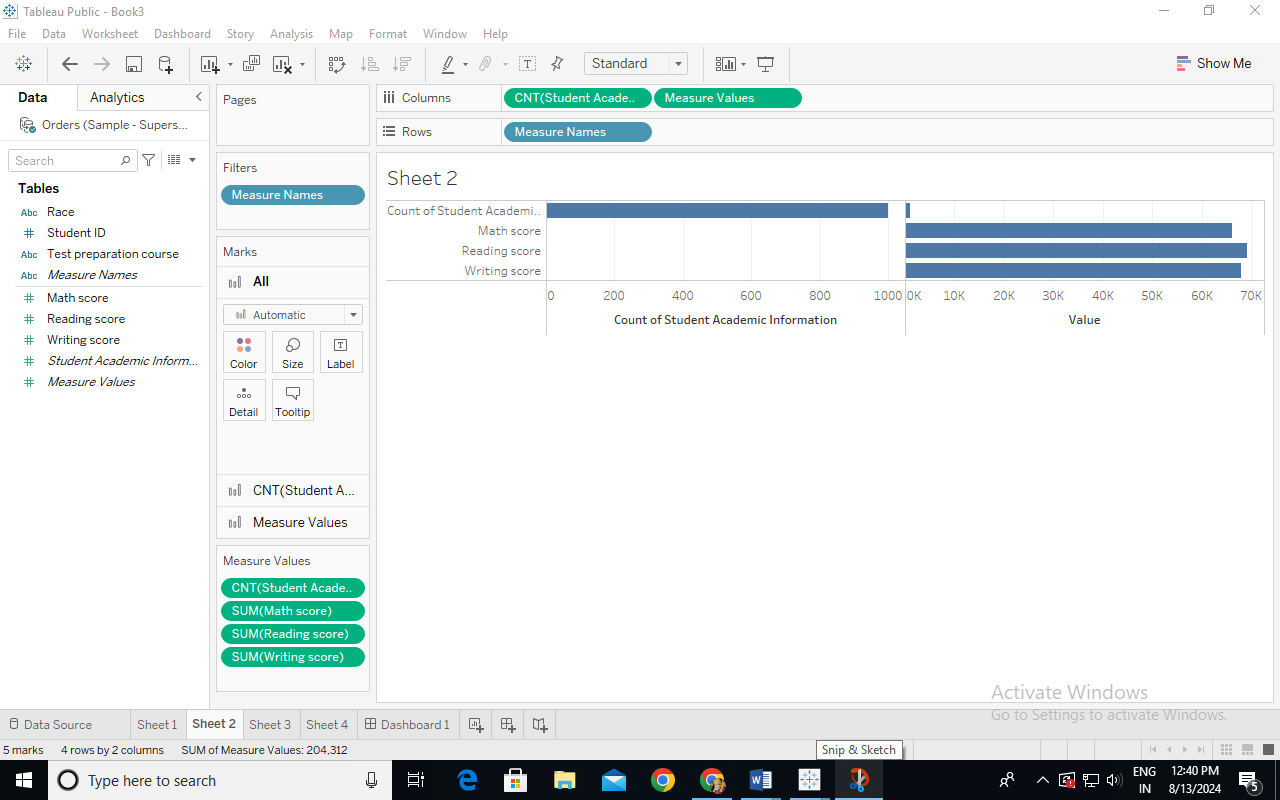 Tableau Public - Book3
File Data Worksheet Dashboard Story Analysis Map Format Window Help
Standard
Show Me
Data Analytics
Orders (Sample - Supers...
Search
Tables
Abc Race
Student ID
Abc Test preparation course
Abc Measure Names
Math score
Reading score
Writing score
Student Academic Inform...
Measure Values
Pages
Filters
Measure Names
Marks
All
Automatic
Color Size Label
Detail Tooltip
CNT(Student A...
Measure Values
Measure Values
CNT(Student Acade..
SUM(Math score)
SUM(Reading score)
SUM(Writing score)
Columns CNT(Student Acade.. Measure Values
Rows Measure Names
Sheet 2
Count of Student Academi..
Math score
Reading score
Writing score
0 200 400 600 800 1000 0K 10K 20K 30K 40K 50K 60K 70K
Count of Student Academic Information Value
Activate Windows
Go to Settings to activate Windows.
Data Source Sheet 1 Sheet 2 Sheet 3 Sheet 4 Dashboard 1
5 marks 4 rows by 2 columns SUM of Measure Values: 204,312
Snip & Sketch
Type here to search
ENG
IN
12:40 PM
8/13/2024
5